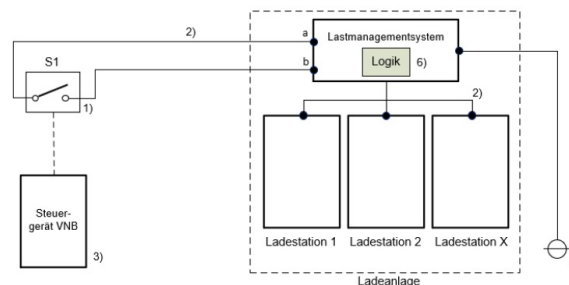 2)
a
Lastmanagementsystem
S1
b
Logik
6)
1)
2)
Steuer-
gerät VNB
3)
Ladestation 1
Ladestation 2
Ladestation X
Ladeanlage